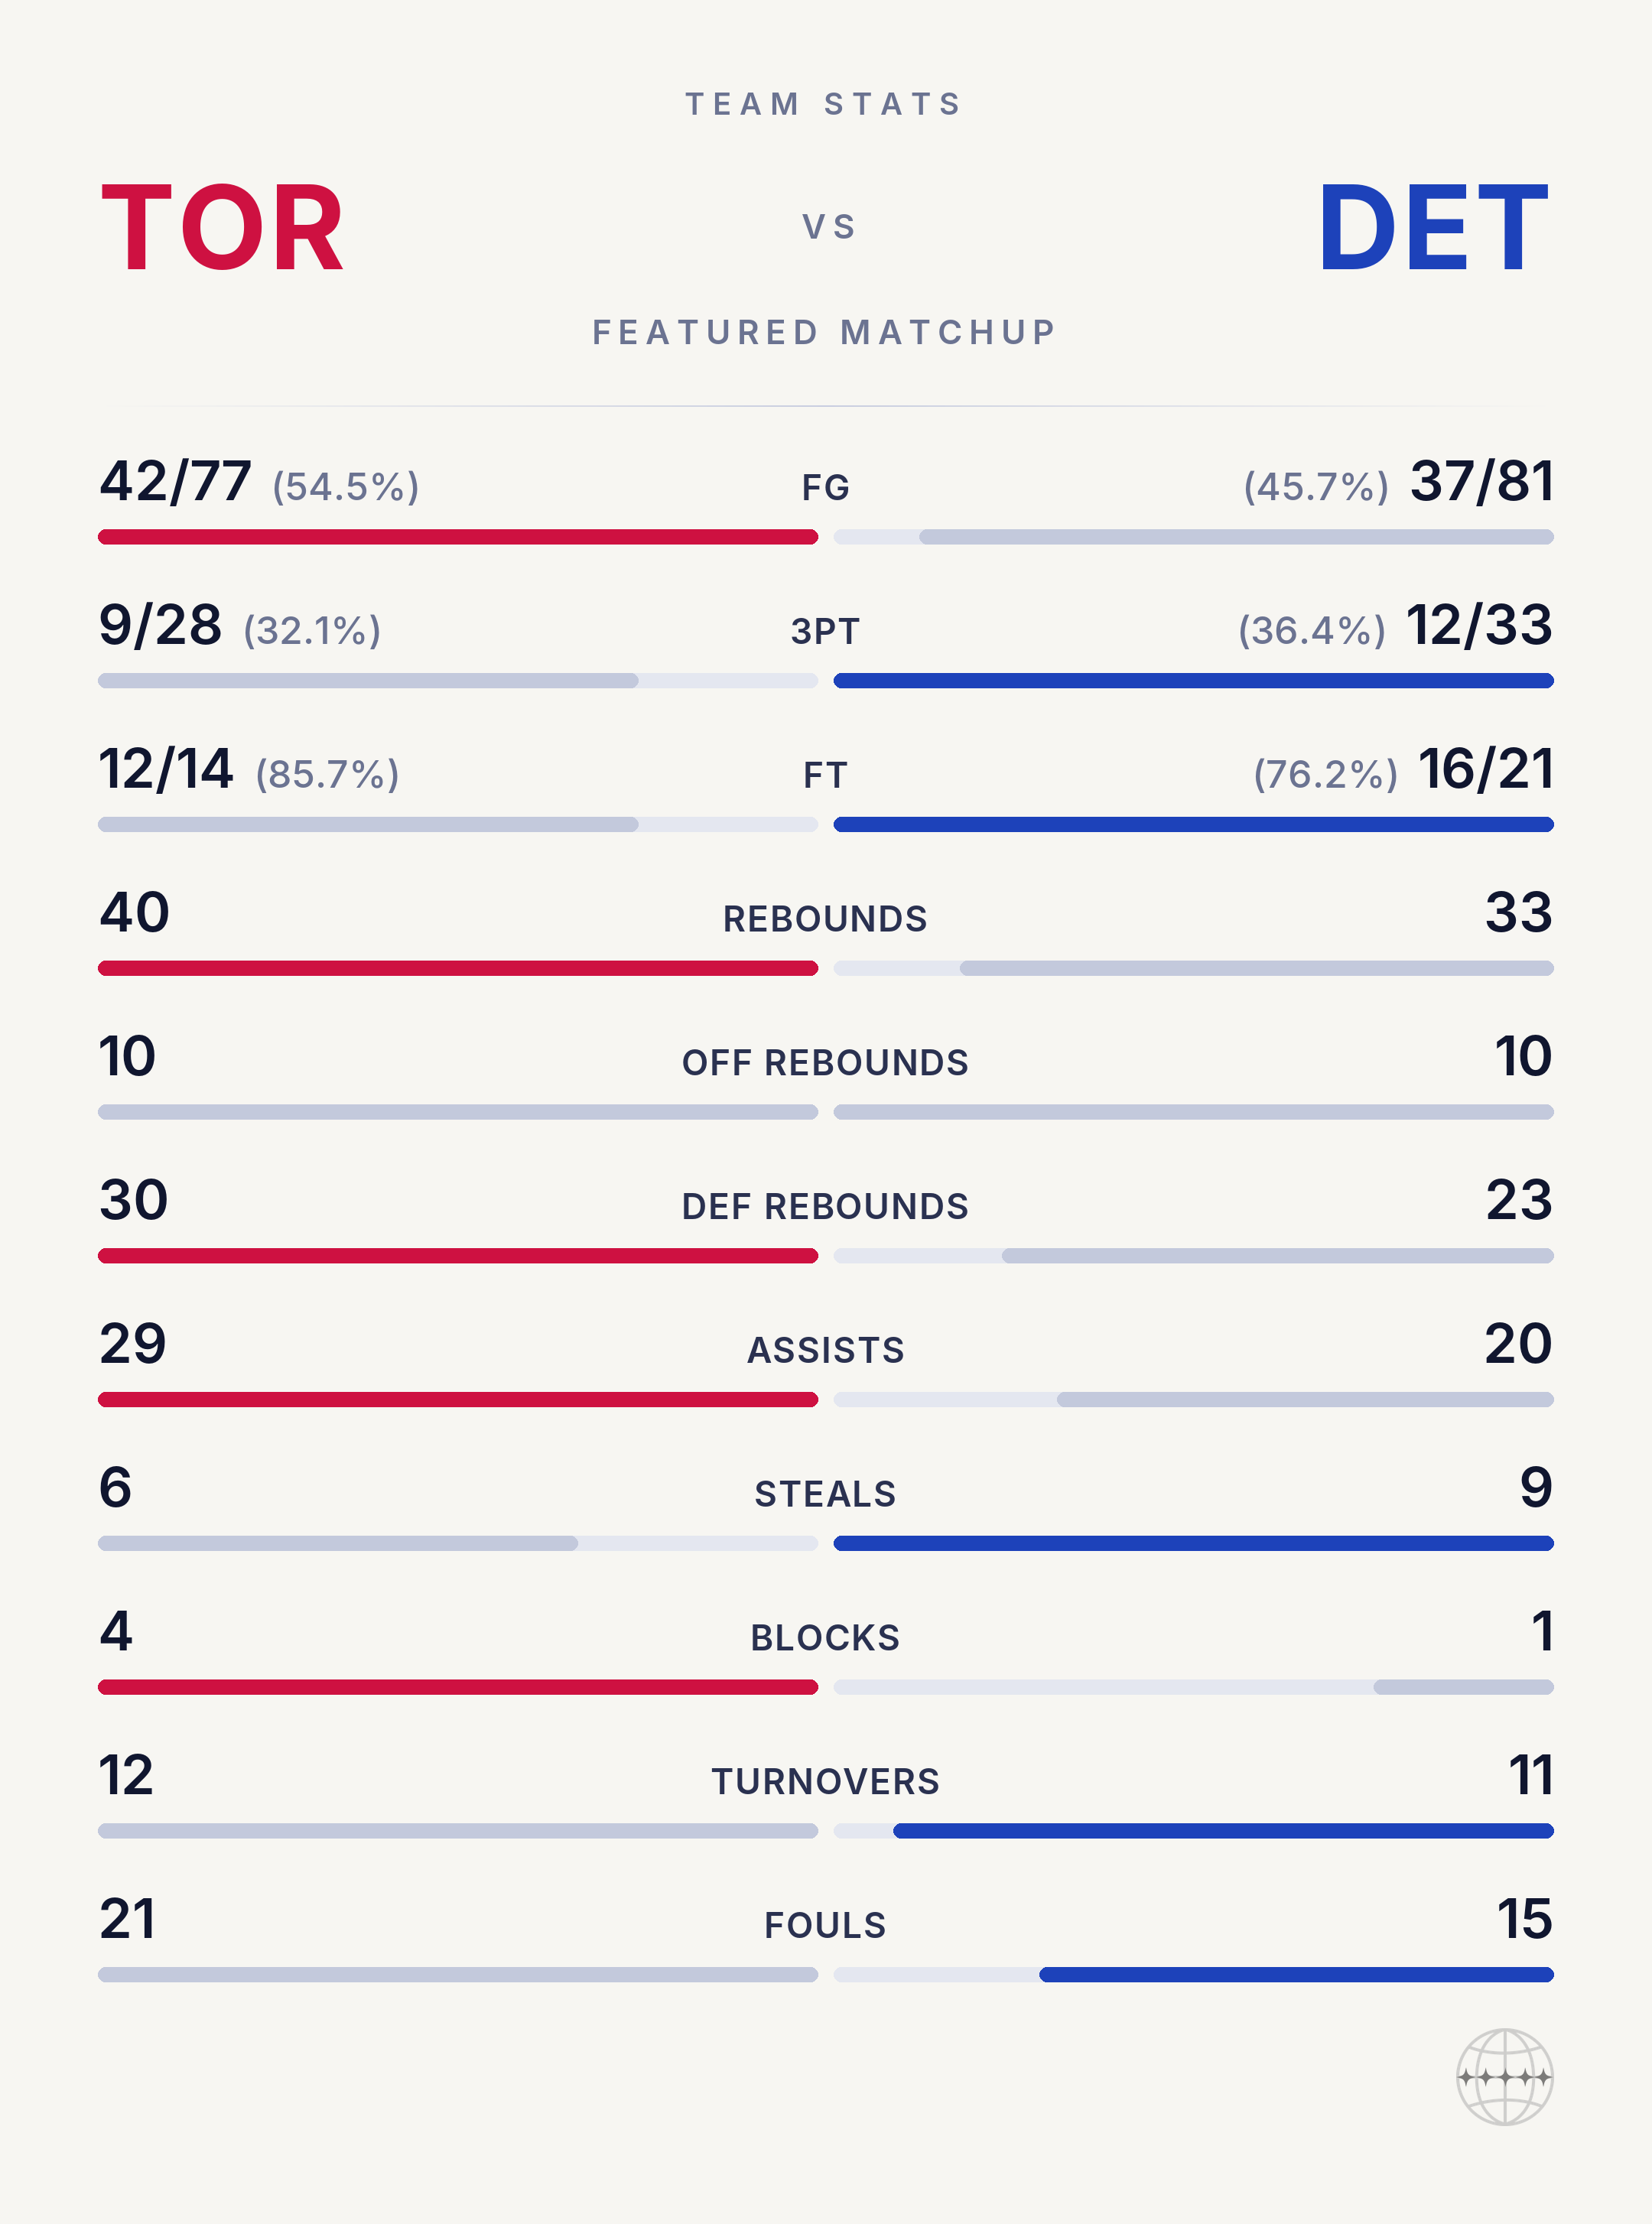 TEAM STATS
TOR VS DET
FEATURED MATCHUP
42/77 (54.5%) FG (45.7%) 37/81
9/28 (32.1%) 3PT (36.4%) 12/33
12/14 (85.7%) FT (76.2%) 16/21
40 REBOUNDS 33
10 OFF REBOUNDS 10
30 DEF REBOUNDS 23
29 ASSISTS 20
6 STEALS 9
4 BLOCKS 1
12 TURNOVERS 11
21 FOULS 15